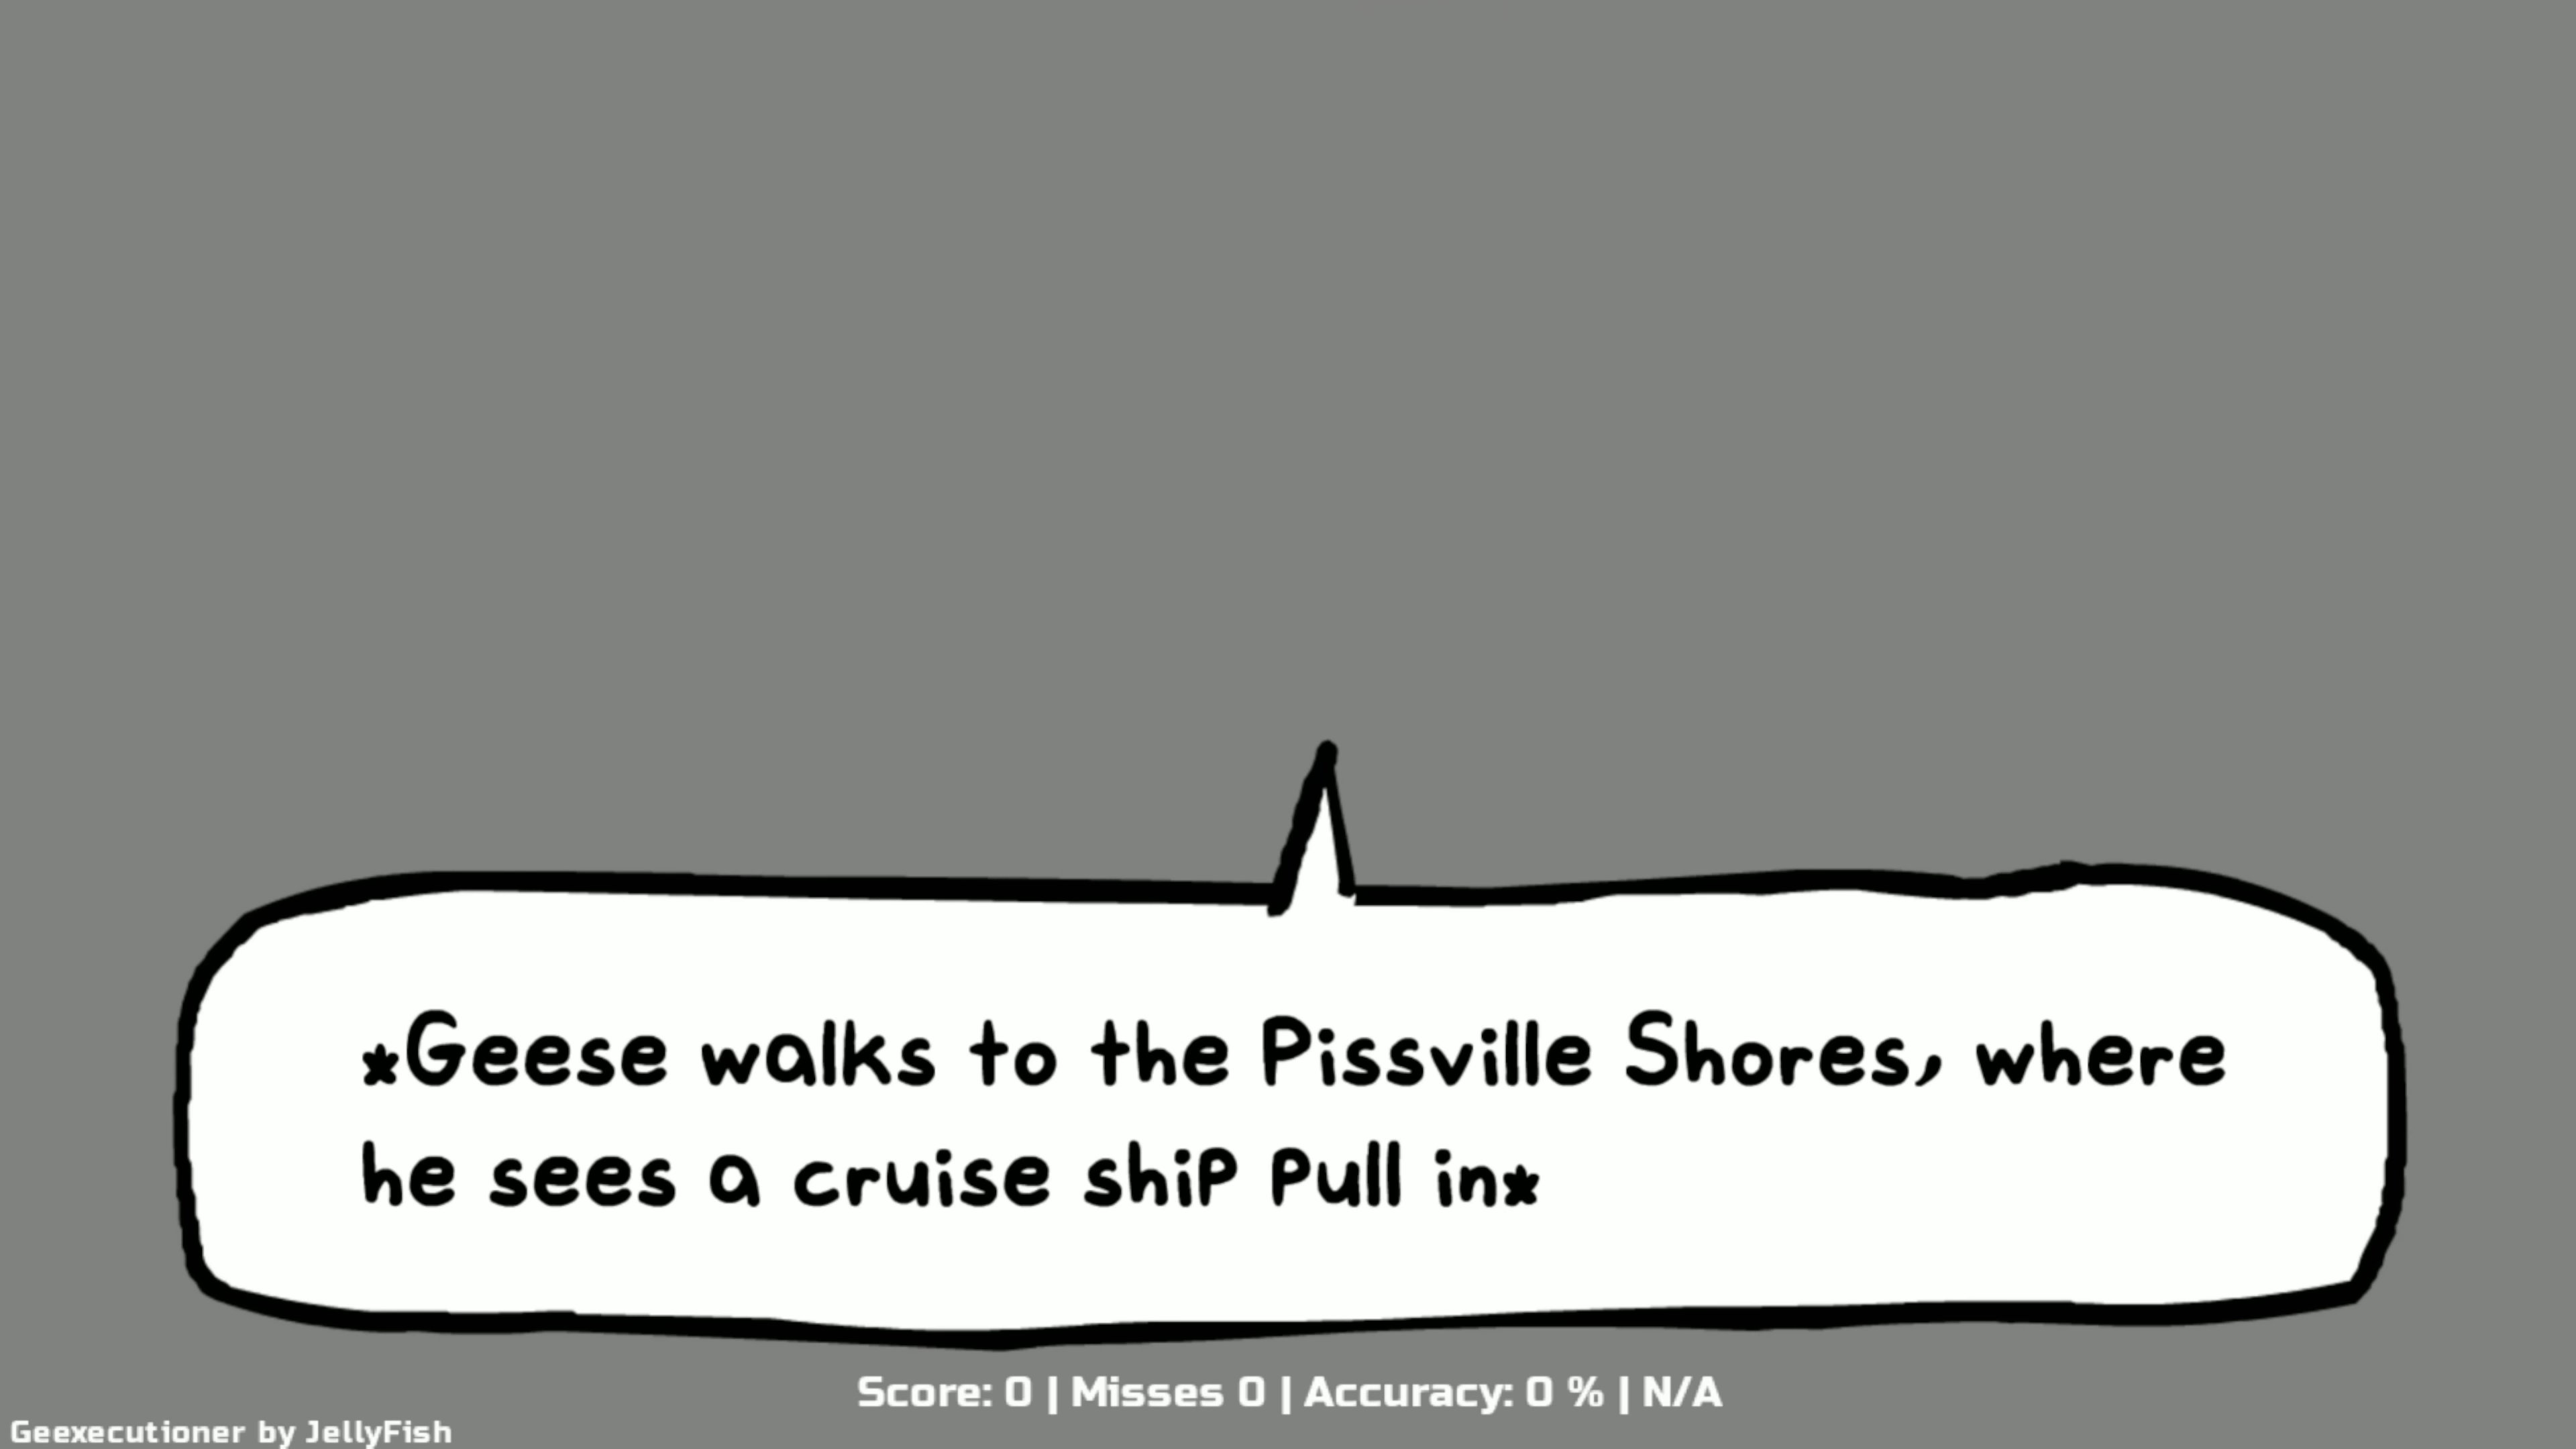 *Geese walks to the Pissville Shores, where
he sees a cruise ship pull in*
Score: 0 | Misses 0 | Accuracy: 0 % | N/A
Geexecutioner by JellyFish